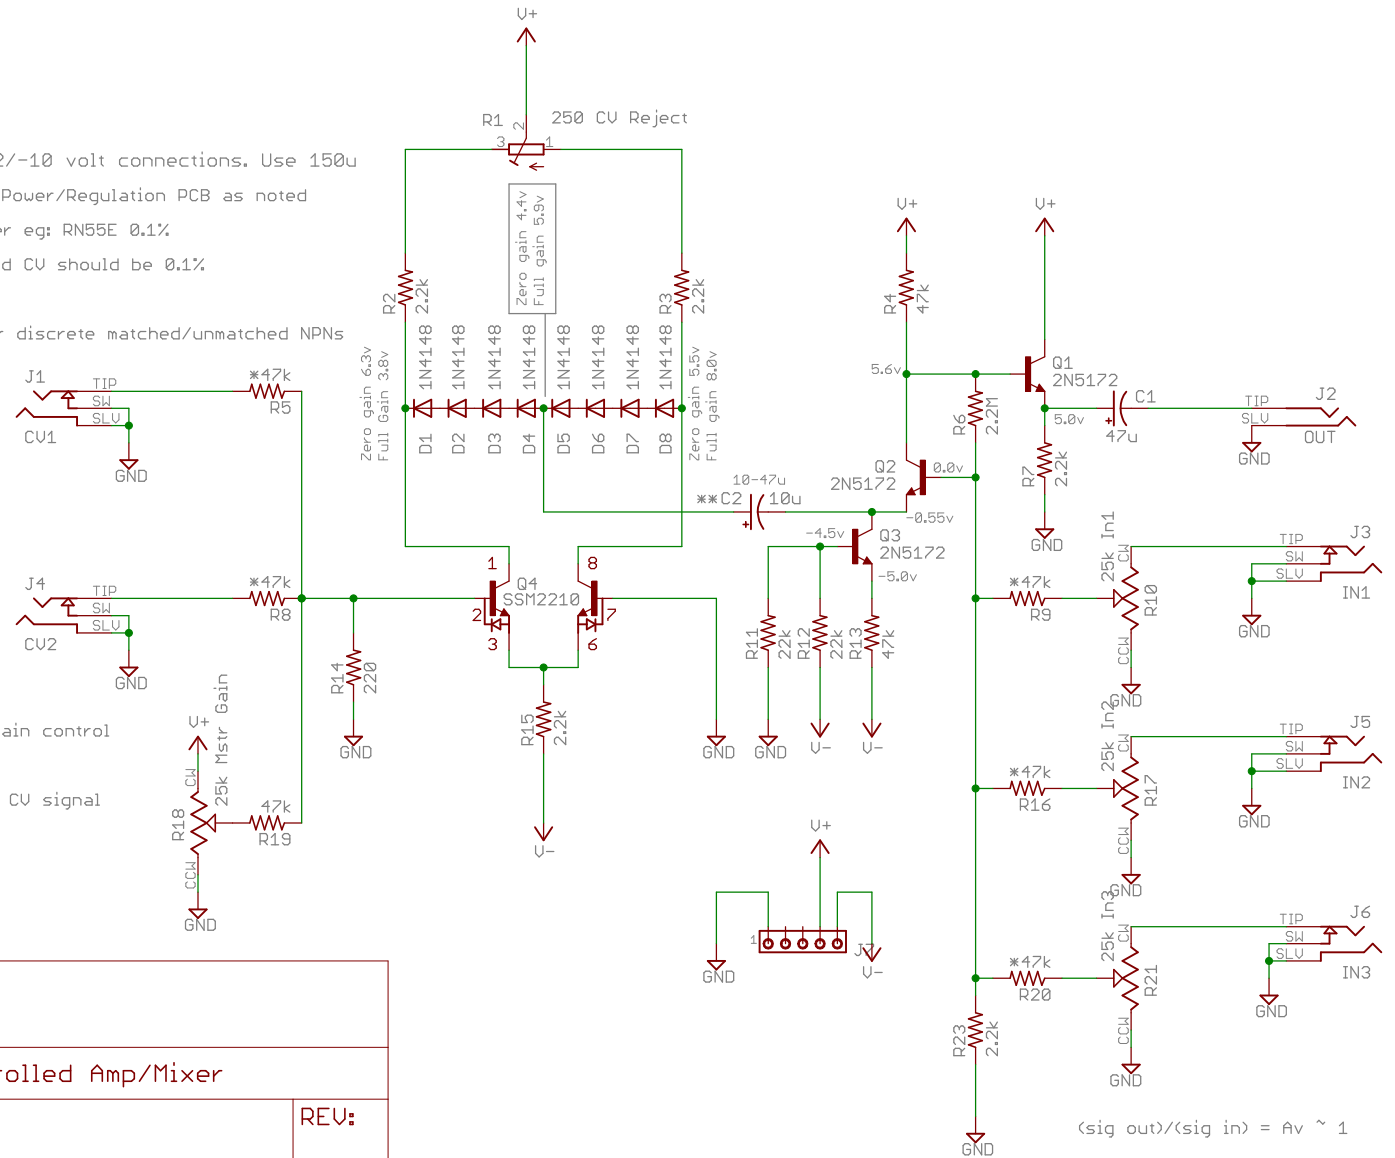 V+
R1
2
250 CV Reject
3
1
2/-10 volt connections. Use 150u
Power/Regulation PCB as noted
er eg: RN55E 0.1%
d CV should be 0.1%
r discrete matched/unmatched NPNs
Zero gain 4.4v
Full gain 5.9v
R2
2.2k
R3
2.2k
V+
V+
R4
47k
Zero gain 6.3v
Full Gain 3.8v
1N4148
1N4148
1N4148
1N4148
1N4148
1N4148
1N4148
1N4148
Zero gain 5.5v
Full gain 8.0v
D1
D2
D3
D4
D5
D6
D7
D8
J1
TIP
SW
SLV
CV1
GND
*47k
R5
5.6v
Q1
2N5172
R6
2.2M
5.0v
C1
47u
+
TIP
SLV
J2
OUT
GND
R7
2.2k
GND
Q2
2N5172
0.0v
-0.55v
10-47u
**C2
10u
+
-4.5v
Q3
2N5172
-5.0v
J4
TIP
SW
SLV
CV2
GND
*47k
R8
1
8
Q4
SSM2210
2
7
3
6
R14
220
GND
R15
2.2k
V-
GND
R11
22k
GND
R12
22k
V-
R13
47k
V-
*47k
R9
25k In1
CW
R10
CCW
GND
TIP
SW
SLV
J3
IN1
GND
ain control
CV signal
V+
25k Mstr Gain
CW
R18
CCW
GND
47k
R19
*47k
R16
25k In2
CW
R17
CCW
GND
TIP
SW
SLV
J5
IN2
GND
V+
1
J7
GND
V-
*47k
R20
25k In3
CW
R21
CCW
GND
TIP
SW
SLV
J6
IN3
GND
R23
2.2k
GND
rolled Amp/Mixer
REV:
(sig out)/(sig in) = Av ~ 1